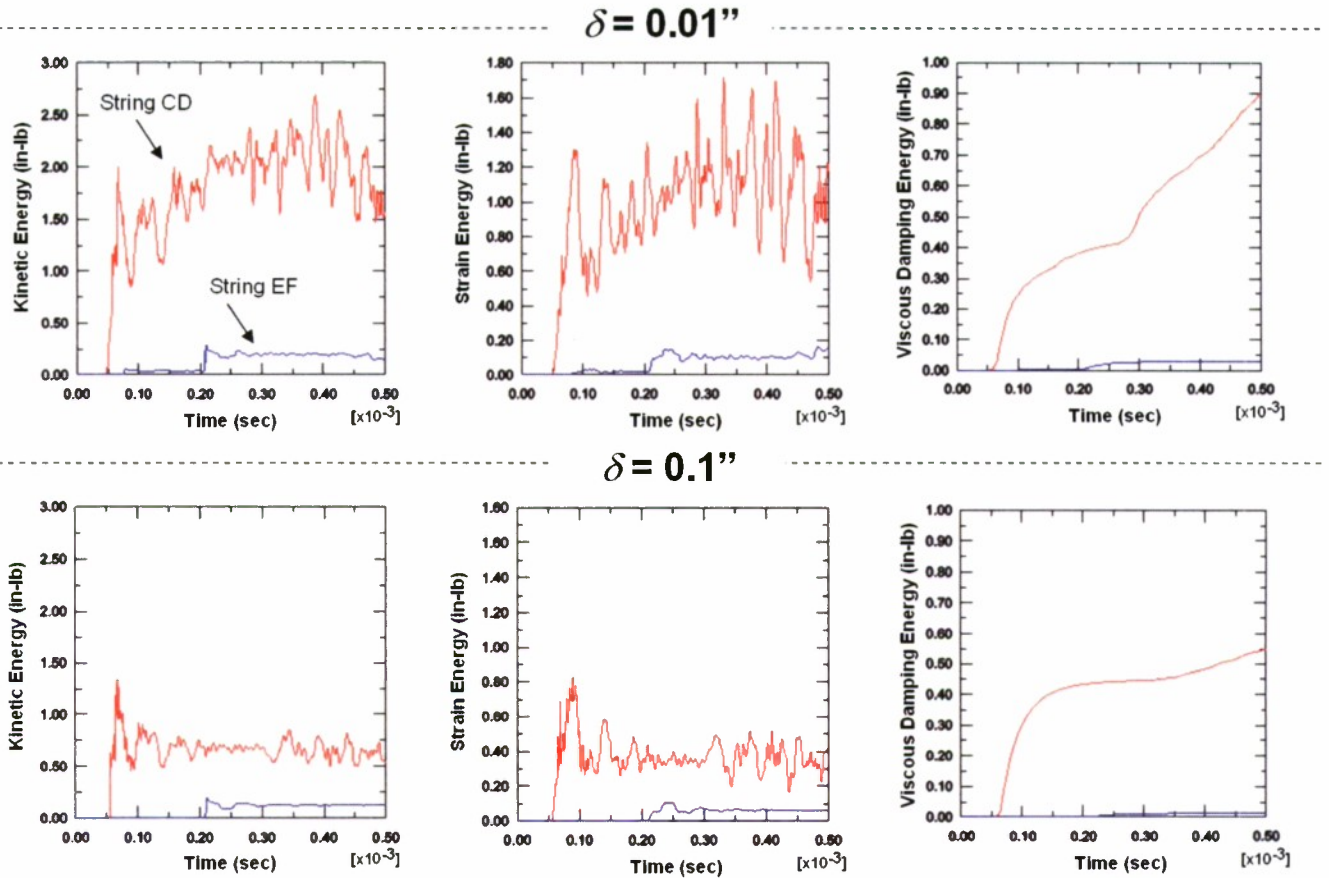 δ = 0.01”
Kinetic Energy (in-lb)
3.00
2.50
2.00
1.50
1.00
0.50
0.00
String CD
String EF
0.00 0.10 0.20 0.30 0.40 0.50
Time (sec) [x10-3]
Strain Energy (in-lb)
1.80
1.60
1.40
1.20
1.00
0.80
0.60
0.40
0.20
0.00
0.00 0.10 0.20 0.30 0.40 0.50
Time (sec) [x10-3]
Viscous Damping Energy (in-lb)
1.00
0.90
0.80
0.70
0.60
0.50
0.40
0.30
0.20
0.10
0.00
0.00 0.10 0.20 0.30 0.40 0.50
Time (sec) [x10-3]
δ = 0.1”
Kinetic Energy (in-lb)
3.00
2.50
2.00
1.50
1.00
0.50
0.00
0.00 0.10 0.20 0.30 0.40 0.50
Time (sec) [x10-3]
Strain Energy (in-lb)
1.80
1.60
1.40
1.20
1.00
0.80
0.60
0.40
0.20
0.00
0.00 0.10 0.20 0.30 0.40 0.50
Time (sec) [x10-3]
Viscous Damping Energy (in-lb)
1.00
0.90
0.80
0.70
0.60
0.50
0.40
0.30
0.20
0.10
0.00
0.00 0.10 0.20 0.30 0.40 0.50
Time (sec) [x10-3]